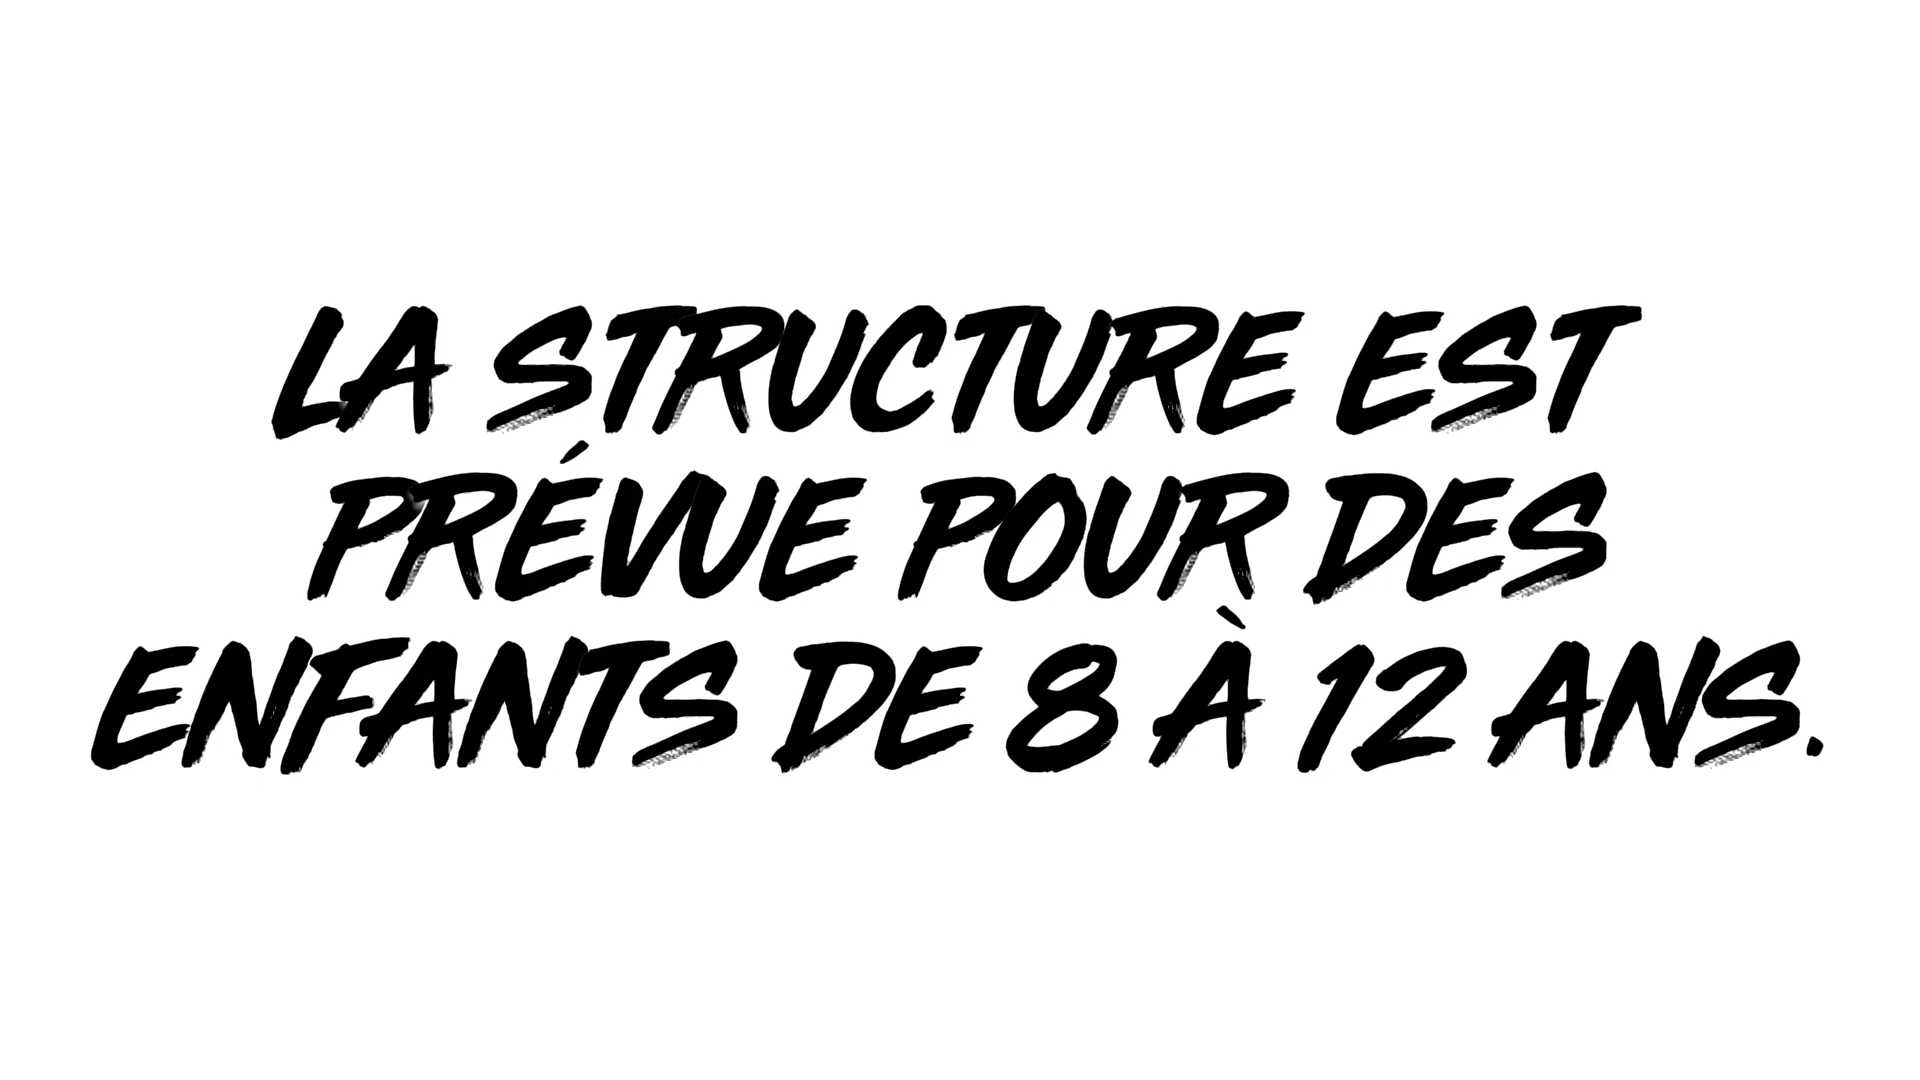 LA STRUCTURE EST
PRÉVUE POUR DES
ENFANTS DE 8 À 12 ANS.